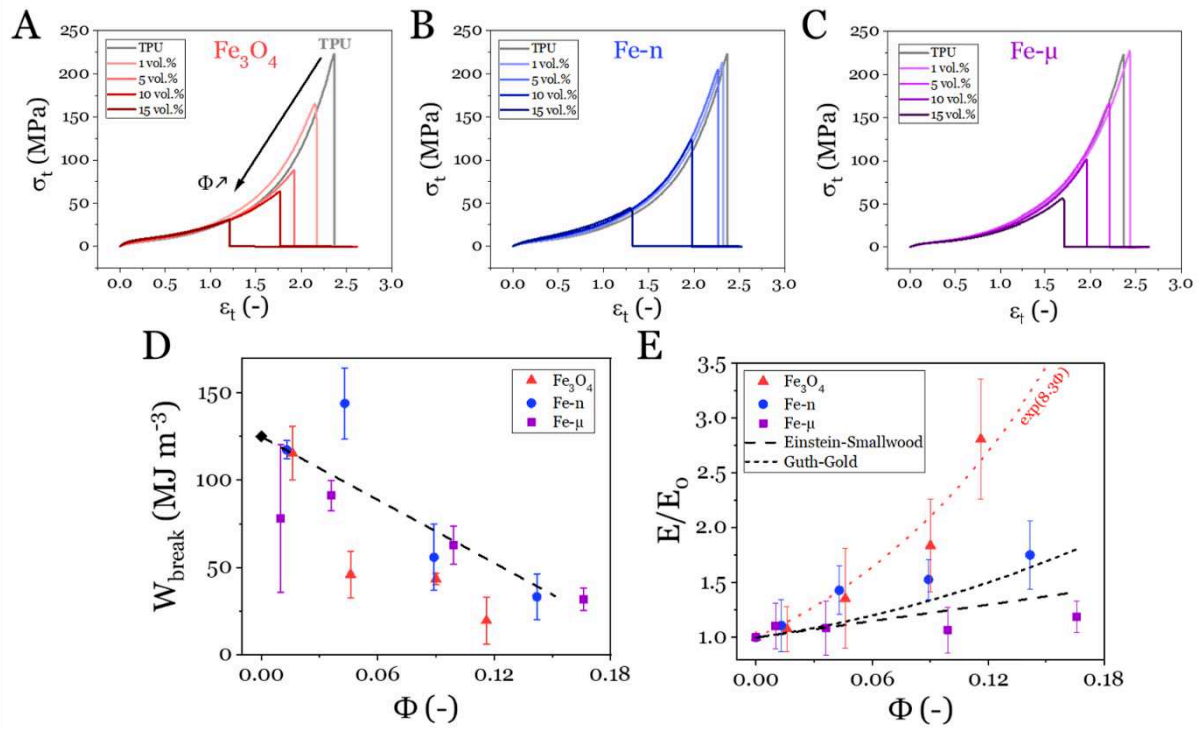 A
Fe₃O₄
TPU
TPU
1 vol.%
5 vol.%
10 vol.%
15 vol.%
Φ↗
250
200
150
100
50
0
σt (MPa)
0.0 0.5 1.0 1.5 2.0 2.5 3.0
εt (-)
B
Fe-n
TPU
1 vol.%
5 vol.%
10 vol.%
15 vol.%
250
200
150
100
50
0
σt (MPa)
0.0 0.5 1.0 1.5 2.0 2.5 3.0
εt (-)
C
Fe-μ
TPU
1 vol.%
5 vol.%
10 vol.%
15 vol.%
250
200
150
100
50
0
σt (MPa)
0.0 0.5 1.0 1.5 2.0 2.5 3.0
εt (-)
D
Fe₃O₄
Fe-n
Fe-μ
150
100
50
0
Wbreak (MJ m⁻³)
0.00 0.06 0.12 0.18
Φ (-)
E
Fe₃O₄
Fe-n
Fe-μ
Einstein-Smallwood
Guth-Gold
exp(8.3Φ)
3.5
3.0
2.5
2.0
1.5
1.0
E/E₀
0.00 0.06 0.12 0.18
Φ (-)